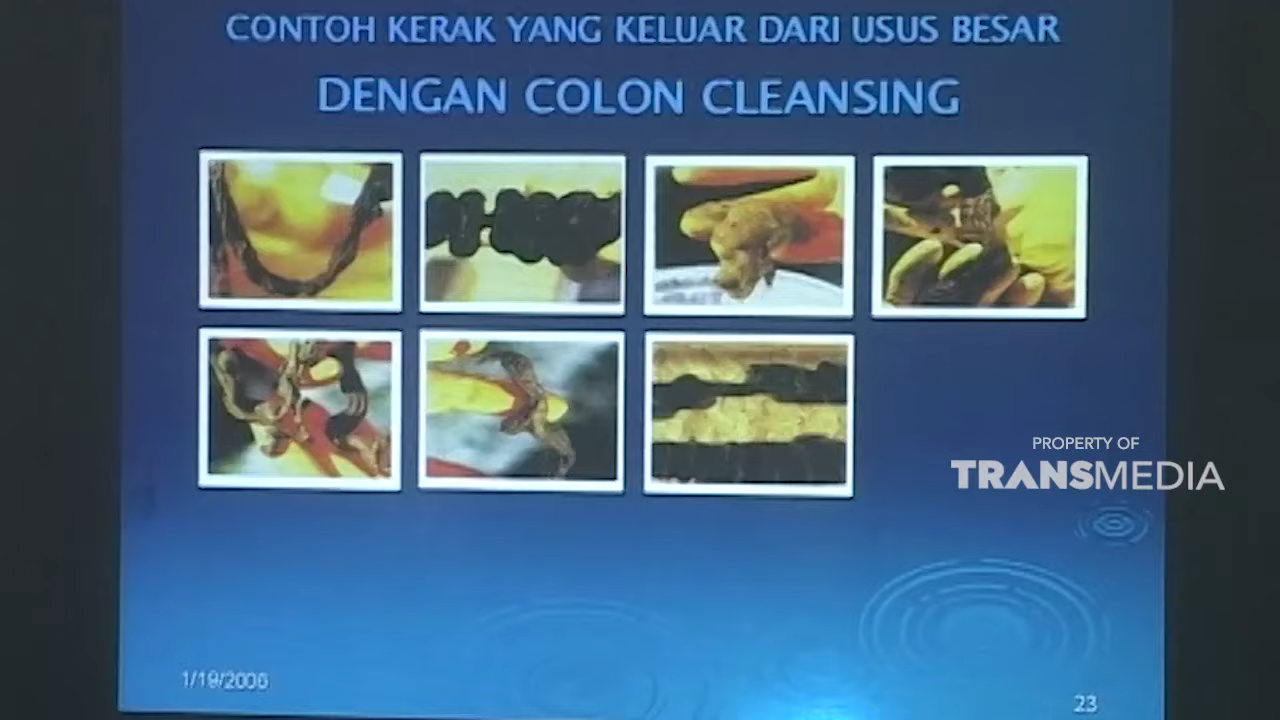 CONTOH KERAK YANG KELUAR DARI USUS BESAR
DENGAN COLON CLEANSING
PROPERTY OF
TRANSMEDIA
1/19/2006
23